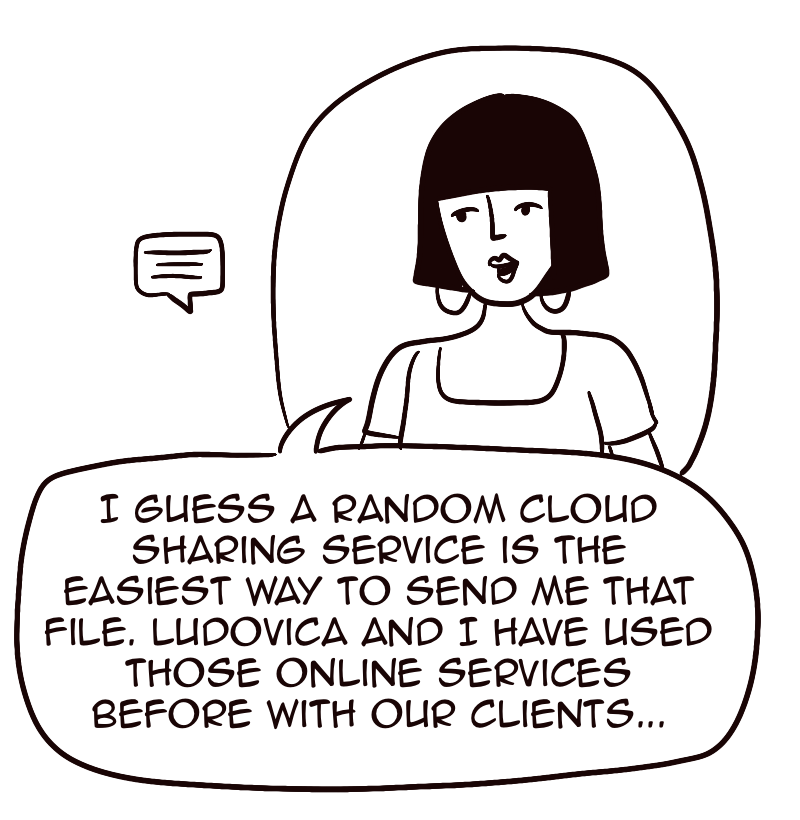 I GUESS A RANDOM CLOUD
SHARING SERVICE IS THE
EASIEST WAY TO SEND ME THAT
FILE. LUDOVICA AND I HAVE USED
THOSE ONLINE SERVICES
BEFORE WITH OUR CLIENTS...